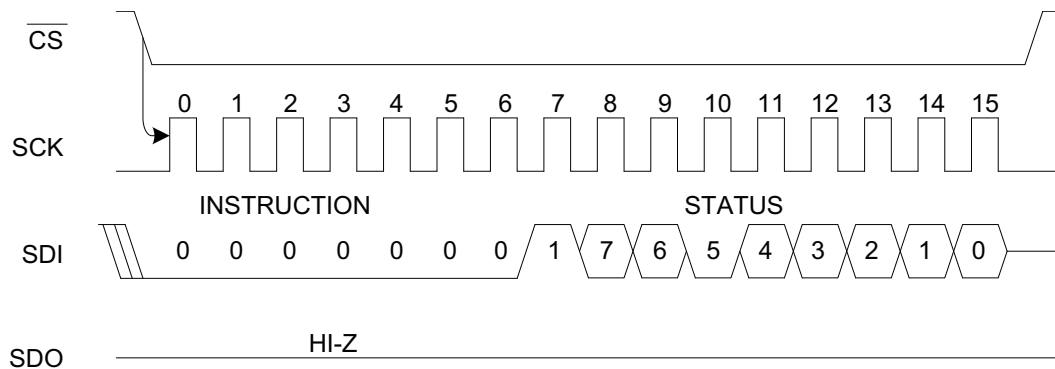 CS
0 1 2 3 4 5 6 7 8 9 10 11 12 13 14 15
SCK
INSTRUCTION STATUS
SDI 0 0 0 0 0 0 0 1 7 6 5 4 3 2 1 0
HI-Z
SDO